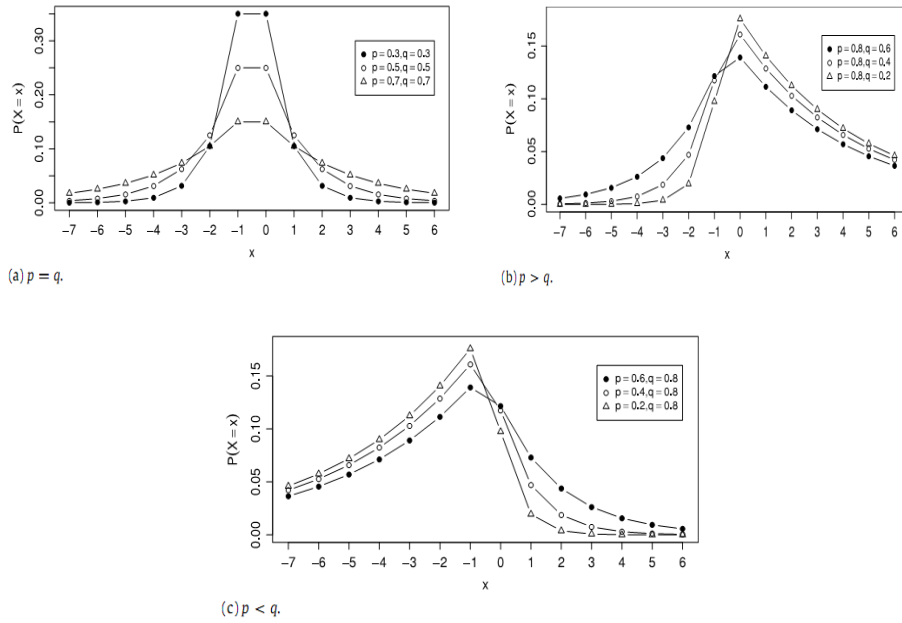 P(X = x)
0.00 0.10 0.20 0.30
p = 0.3, q = 0.3
p = 0.5, q = 0.5
p = 0.7, q = 0.7
−7 −6 −5 −4 −3 −2 −1 0 1 2 3 4 5 6
x
(a) p = q.
P(X = x)
0.00 0.05 0.10 0.15
p = 0.8, q = 0.6
p = 0.8, q = 0.4
p = 0.8, q = 0.2
−7 −6 −5 −4 −3 −2 −1 0 1 2 3 4 5 6
x
(b) p > q.
P(X = x)
0.00 0.05 0.10 0.15
p = 0.6, q = 0.8
p = 0.4, q = 0.8
p = 0.2, q = 0.8
−7 −6 −5 −4 −3 −2 −1 0 1 2 3 4 5 6
x
(c) p < q.